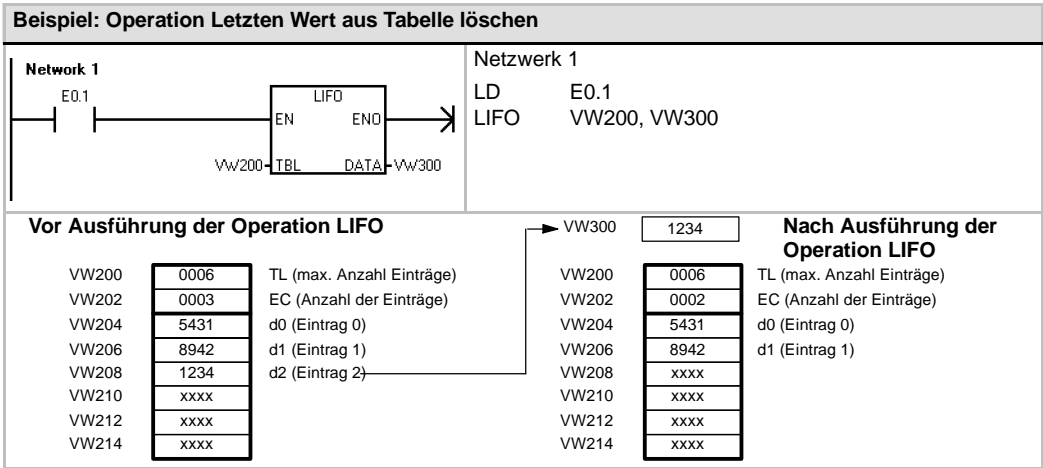 Beispiel: Operation Letzten Wert aus Tabelle löschen
Network 1
E0.1
LIFO
EN ENO
VW200 TBL DATA VW300
Netzwerk 1
LD E0.1
LIFO VW200, VW300
Vor Ausführung der Operation LIFO
VW200 0006 TL (max. Anzahl Einträge)
VW202 0003 EC (Anzahl der Einträge)
VW204 5431 d0 (Eintrag 0)
VW206 8942 d1 (Eintrag 1)
VW208 1234 d2 (Eintrag 2)
VW210 xxxx
VW212 xxxx
VW214 xxxx
VW300 1234
Nach Ausführung der
Operation LIFO
VW200 0006 TL (max. Anzahl Einträge)
VW202 0002 EC (Anzahl der Einträge)
VW204 5431 d0 (Eintrag 0)
VW206 8942 d1 (Eintrag 1)
VW208 xxxx
VW210 xxxx
VW212 xxxx
VW214 xxxx